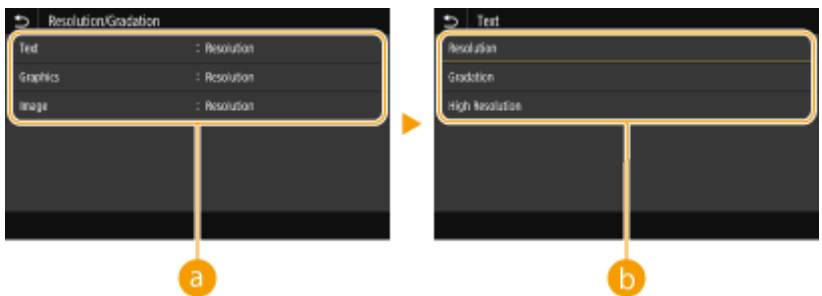 Resolution/Gradation
Text : Resolution
Graphics : Resolution
Image : Resolution
a
Text
Resolution
Gradation
High Resolution
b